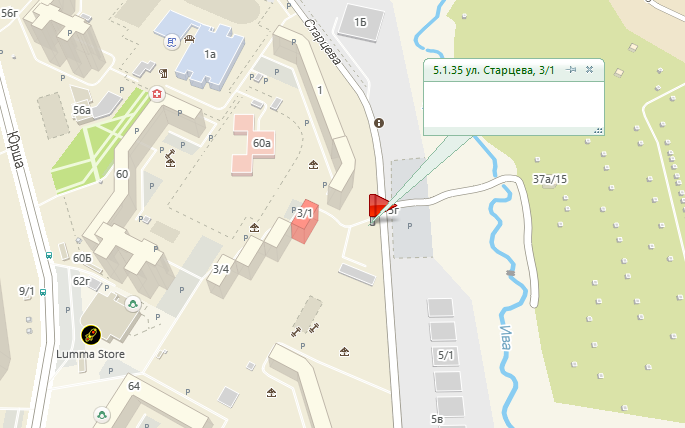 56г
1Б
Старцева
1а
5.1.35 ул. Старцева, 3/1
1
56а
Юрша
60а
60
37а/15
3/1
3г
60Б
3/4
62г
9/1
Ива
Lumma Store
5/1
64
5в
P
P
P
P
P
P
P
P
P
P
P
P
P